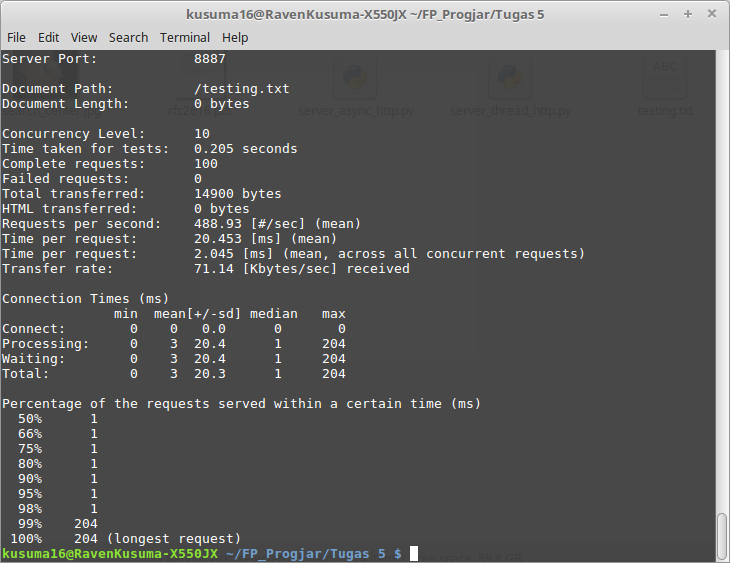 kusuma16@RavenKusuma-X550JX ~/FP_Progjar/Tugas 5
File Edit View Search Terminal Help
Server Port:            8887
server_async_http.py server_thread_http.py testing.txt
ABC
Document Path:          /testing.txt
Document Length:        0 bytes
Concurrency Level:      10
Time taken for tests:   0.205 seconds
Complete requests:      100
Failed requests:        0
Total transferred:      14900 bytes
HTML transferred:       0 bytes
Requests per second:    488.93 [#/sec] (mean)
Time per request:       20.453 [ms] (mean)
Time per request:       2.045 [ms] (mean, across all concurrent requests)
Transfer rate:          71.14 [Kbytes/sec] received
Connection Times (ms)
              min  mean[+/-sd] median   max
Connect:        0    0   0.0      0       0
Processing:     0    3  20.4      1     204
Waiting:        0    3  20.4      1     204
Total:          0    3  20.3      1     204
Percentage of the requests served within a certain time (ms)
  50%      1
  66%      1
  75%      1
  80%      1
  90%      1
  95%      1
  98%      1
  99%    204
 100%    204 (longest request)
kusuma16@RavenKusuma-X550JX ~/FP_Progjar/Tugas 5 $